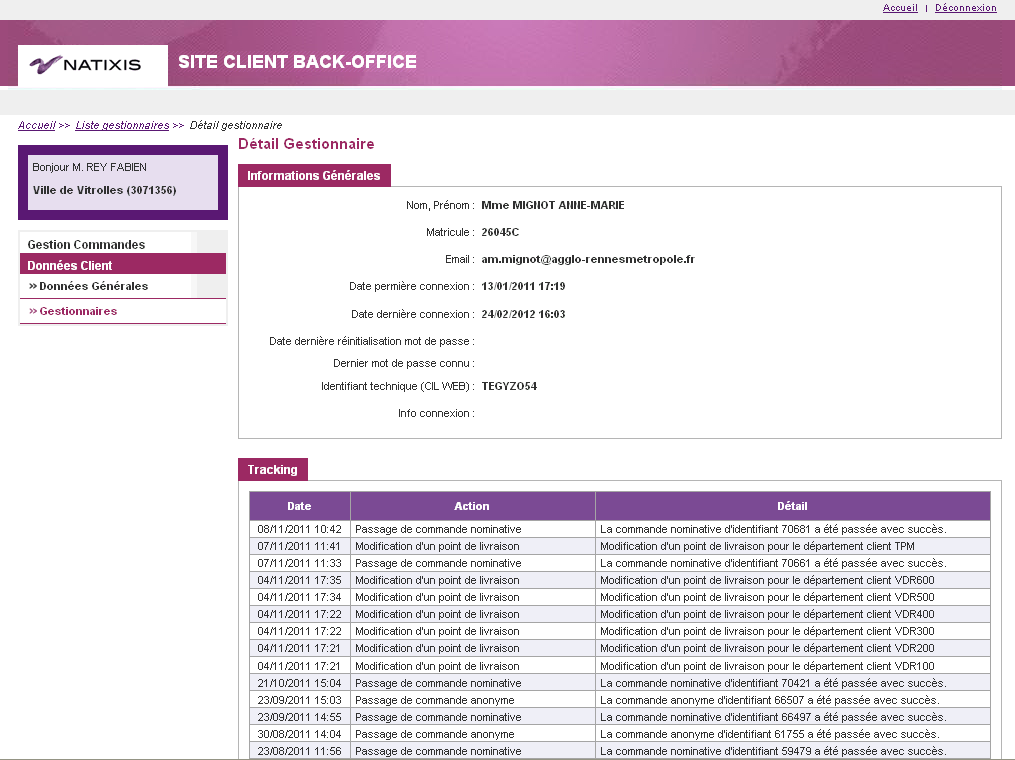 Accueil | Déconnexion
NATIXIS SITE CLIENT BACK-OFFICE
Accueil >> Liste gestionnaires >> Détail gestionnaire
Bonjour M. REY FABIEN
Ville de Vitrolles (3071356)
Gestion Commandes
Données Client
» Données Générales
» Gestionnaires
Détail Gestionnaire
Informations Générales
Nom, Prénom : Mme MIGNOT ANNE-MARIE
Matricule : 26045C
Email : am.mignot@agglo-rennesmetropole.fr
Date permière connexion : 13/01/2011 17:19
Date dernière connexion : 24/02/2012 16:03
Date dernière réinitialisation mot de passe :
Dernier mot de passe connu :
Identifiant technique (CIL WEB) : TEGYZO54
Info connexion :
Tracking
Date Action Détail
08/11/2011 10:42 Passage de commande nominative La commande nominative d'identifiant 70681 a été passée avec succès.
07/11/2011 11:41 Modification d'un point de livraison Modification d'un point de livraison pour le département client TPM
07/11/2011 11:33 Passage de commande nominative La commande nominative d'identifiant 70661 a été passée avec succès.
04/11/2011 17:35 Modification d'un point de livraison Modification d'un point de livraison pour le département client VDR600
04/11/2011 17:34 Modification d'un point de livraison Modification d'un point de livraison pour le département client VDR500
04/11/2011 17:22 Modification d'un point de livraison Modification d'un point de livraison pour le département client VDR400
04/11/2011 17:22 Modification d'un point de livraison Modification d'un point de livraison pour le département client VDR300
04/11/2011 17:21 Modification d'un point de livraison Modification d'un point de livraison pour le département client VDR200
04/11/2011 17:21 Modification d'un point de livraison Modification d'un point de livraison pour le département client VDR100
21/10/2011 15:04 Passage de commande nominative La commande nominative d'identifiant 70421 a été passée avec succès.
23/09/2011 15:03 Passage de commande anonyme La commande anonyme d'identifiant 66507 a été passée avec succès.
23/09/2011 14:55 Passage de commande nominative La commande nominative d'identifiant 66497 a été passée avec succès.
30/08/2011 14:04 Passage de commande anonyme La commande anonyme d'identifiant 61755 a été passée avec succès.
23/08/2011 11:56 Passage de commande nominative La commande nominative d'identifiant 59479 a été passée avec succès.